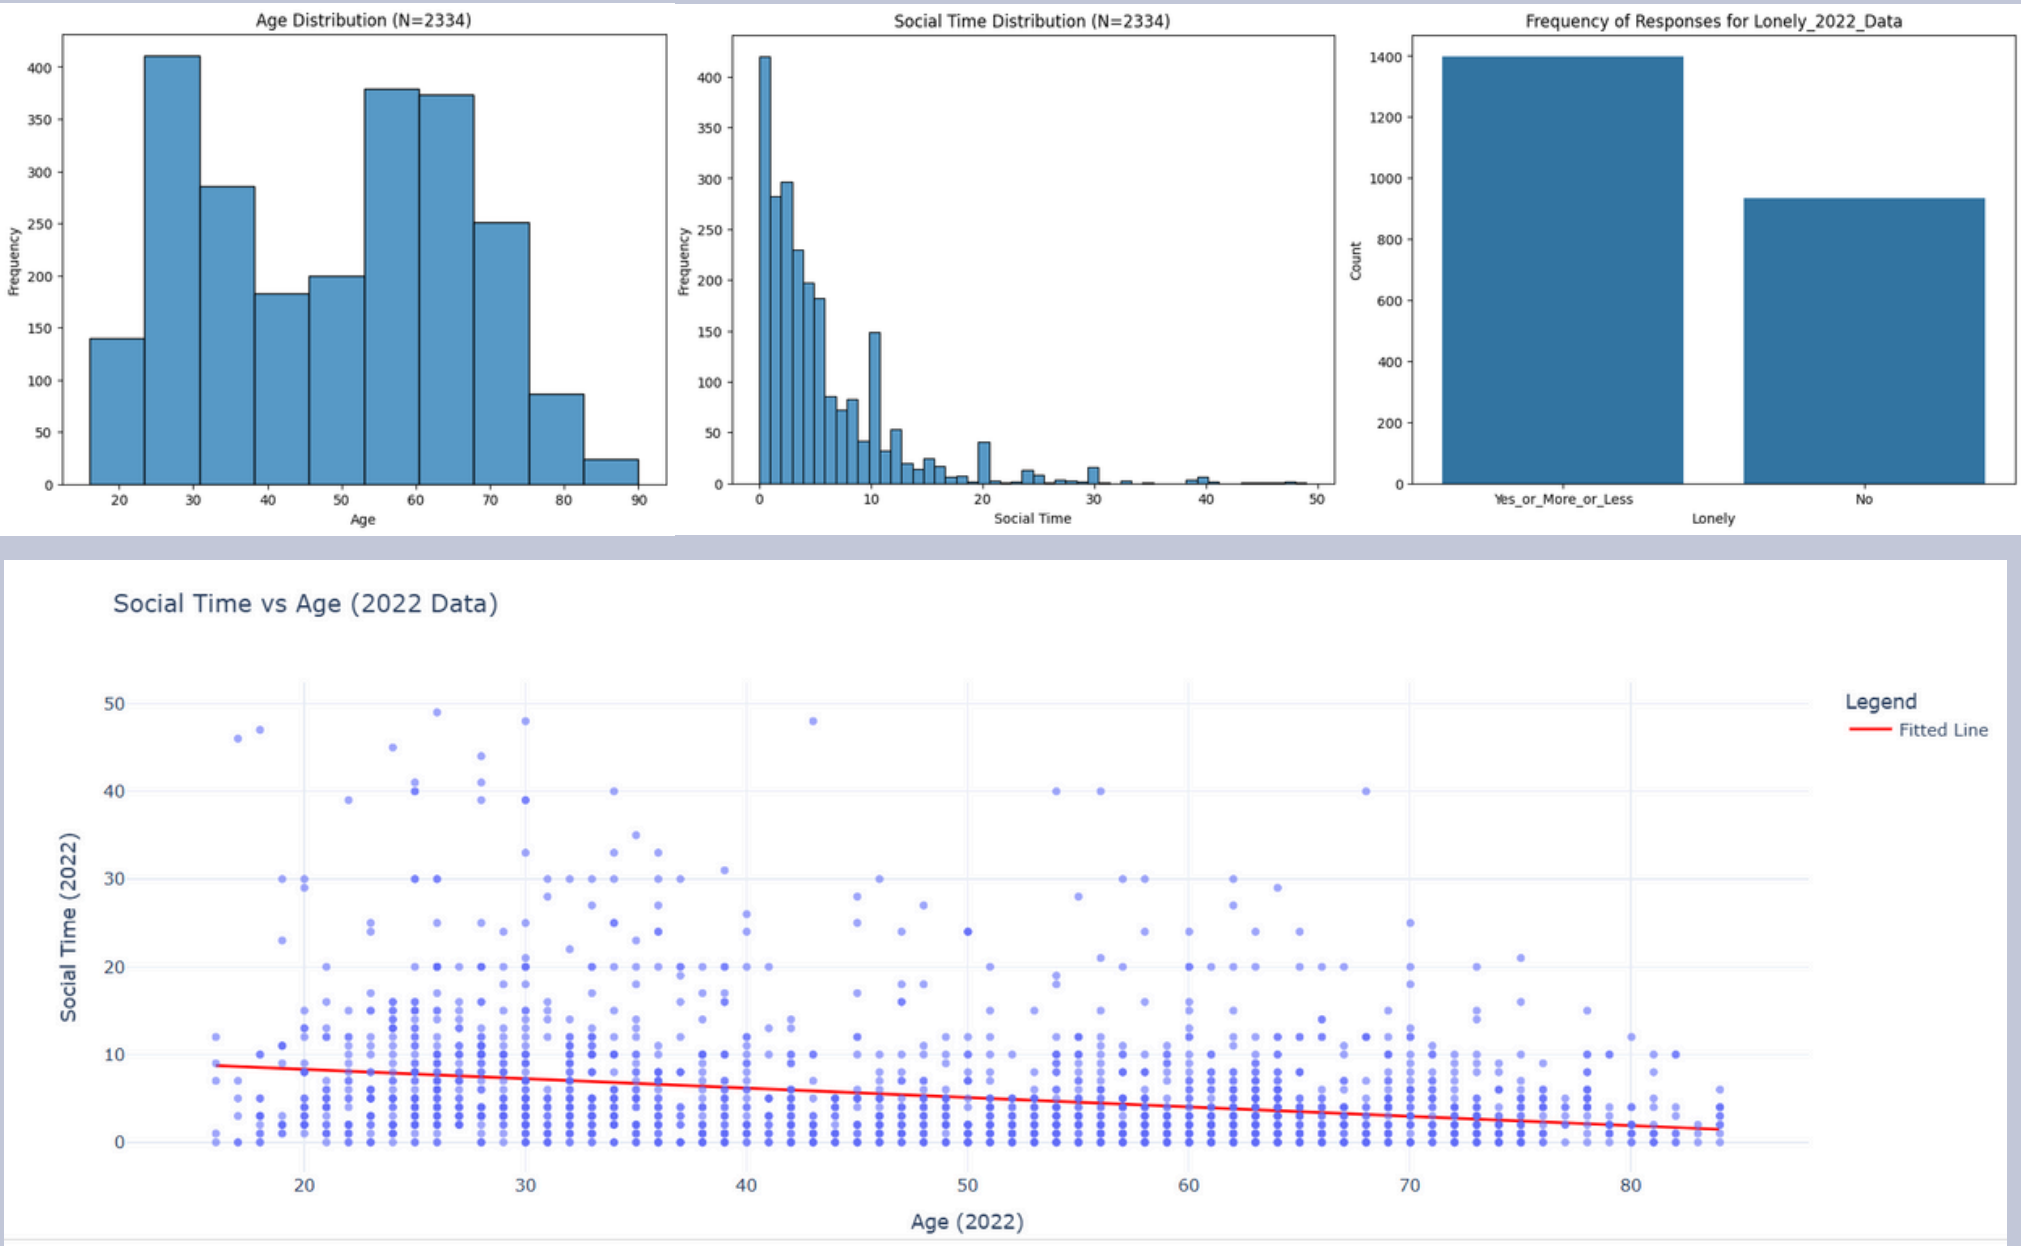 Age Distribution (N=2334)
400
350
300
250
200
150
100
50
0
Frequency
20 30 40 50 60 70 80 90
Age
Social Time Distribution (N=2334)
400
350
300
250
200
150
100
50
0
Frequency
0 10 20 30 40 50
Social Time
Frequency of Responses for Lonely_2022_Data
1400
1200
1000
800
600
400
200
0
Count
Yes_or_More_or_Less No
Lonely
Social Time vs Age (2022 Data)
50
40
30
20
10
0
Social Time (2022)
20 30 40 50 60 70 80
Age (2022)
Legend
Fitted Line